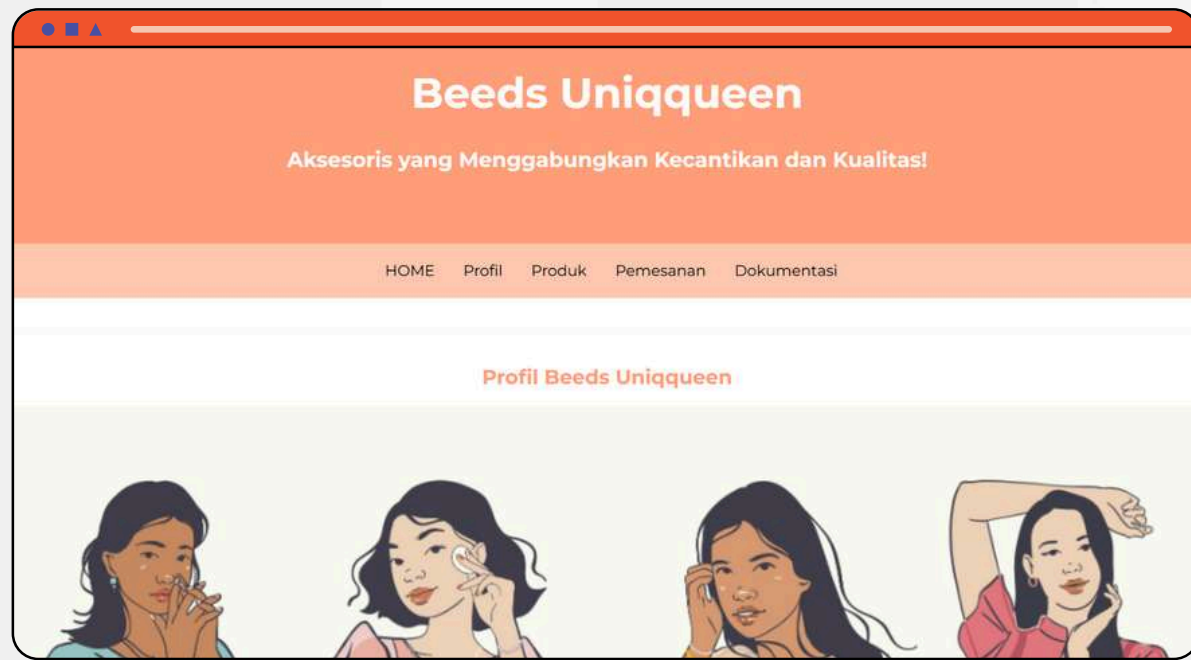 Beeds Uniqqueen
Aksesoris yang Menggabungkan Kecantikan dan Kualitas!
HOME Profil Produk Pemesanan Dokumentasi
Profil Beeds Uniqqueen